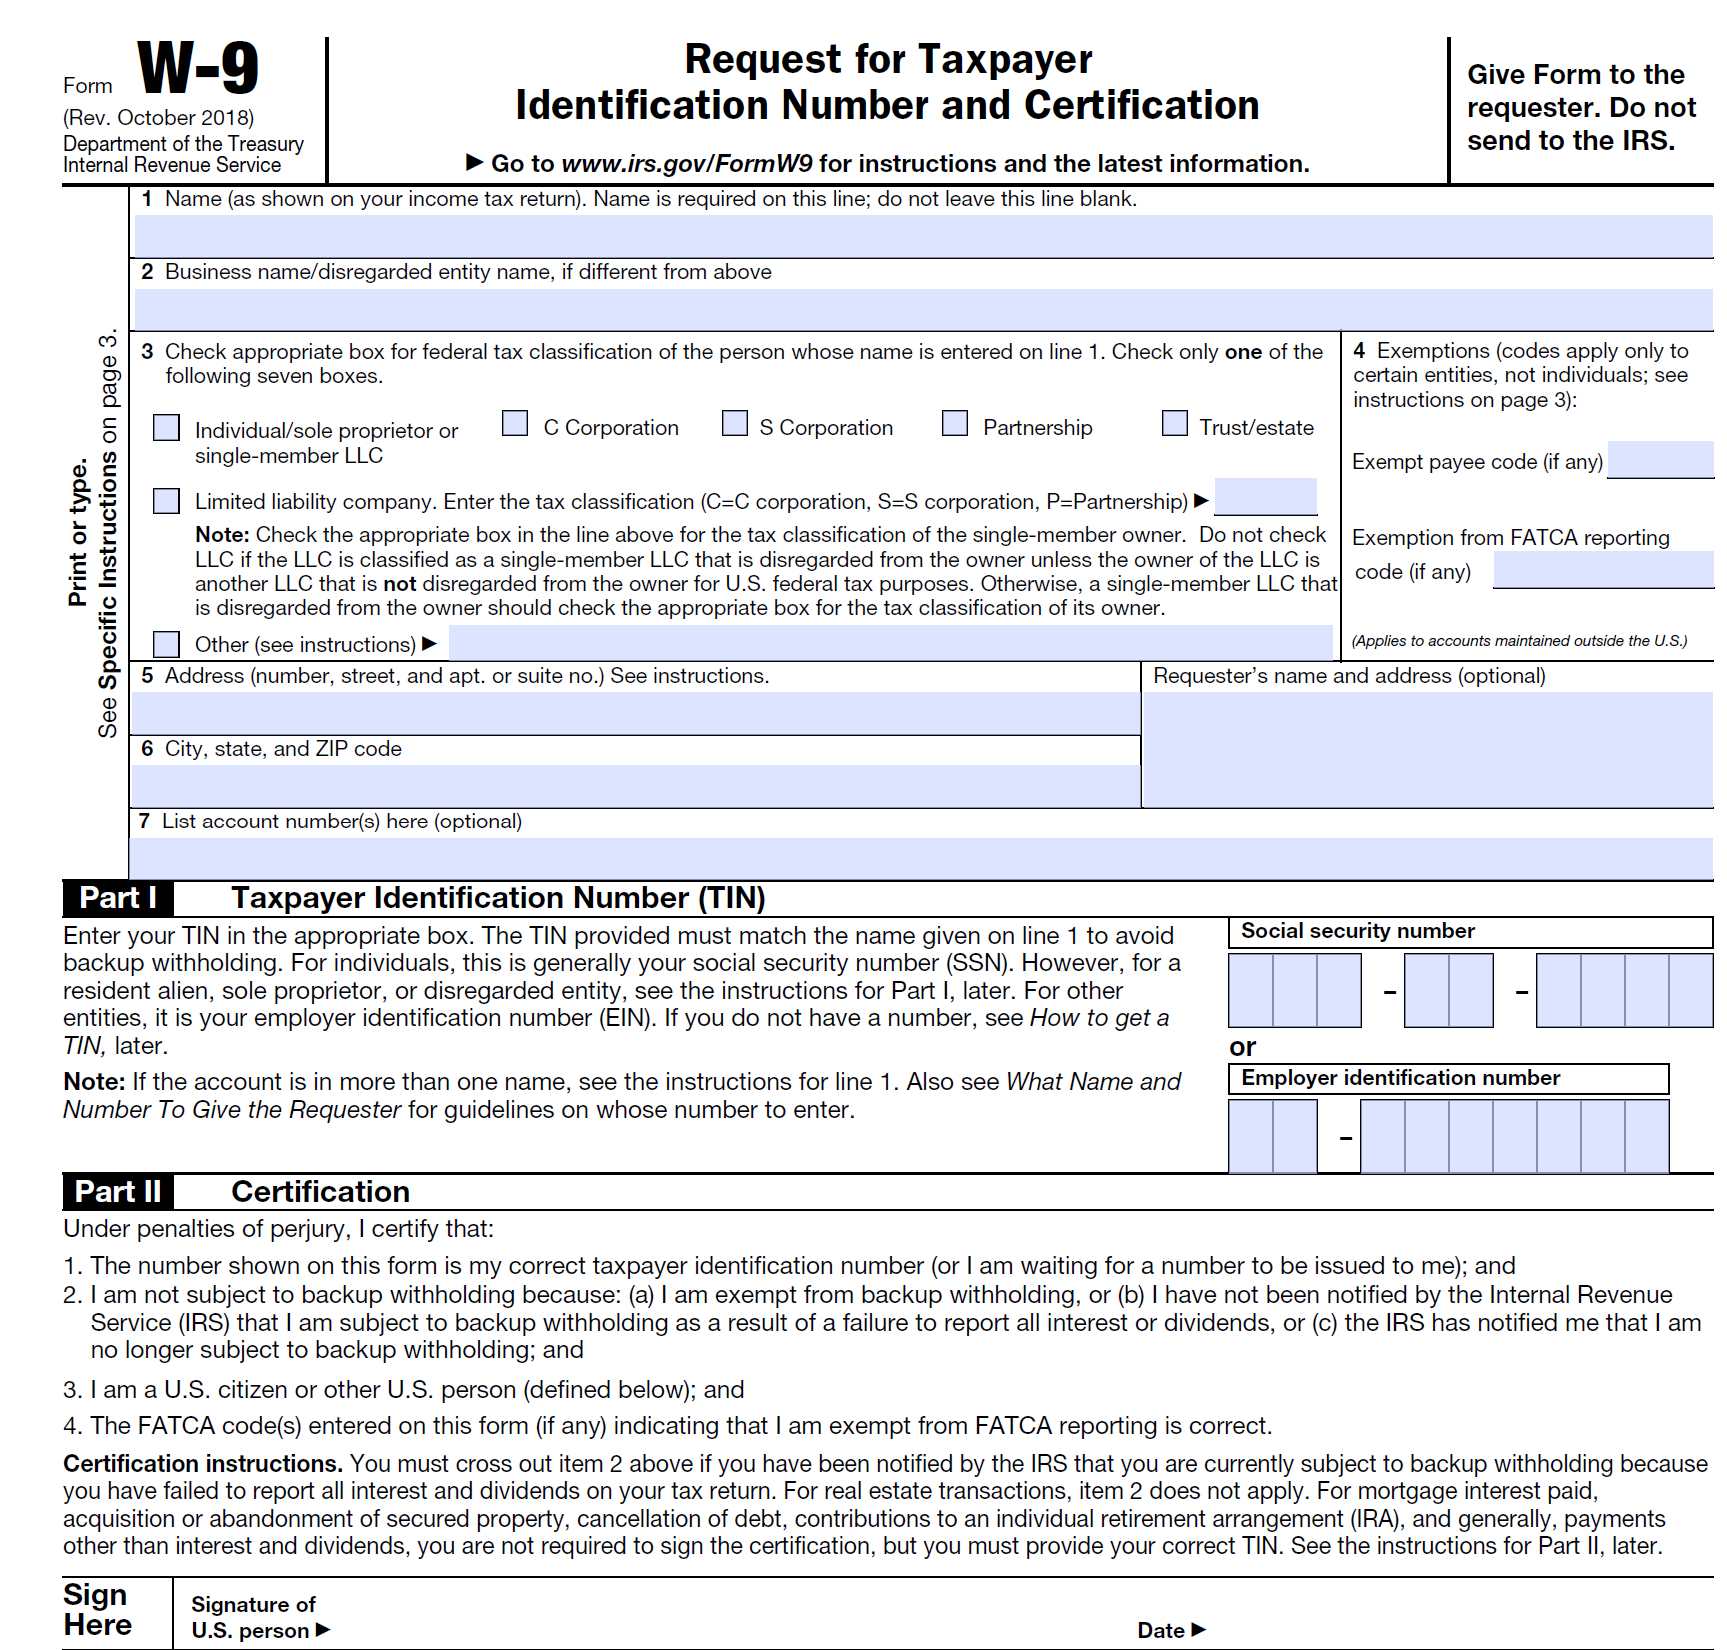 Form W-9
(Rev. October 2018)
Department of the Treasury
Internal Revenue Service
Request for Taxpayer
Identification Number and Certification
▶ Go to www.irs.gov/FormW9 for instructions and the latest information.
Give Form to the
requester. Do not
send to the IRS.
Print or type.
See Specific Instructions on page 3.
1 Name (as shown on your income tax return). Name is required on this line; do not leave this line blank.
2 Business name/disregarded entity name, if different from above
3 Check appropriate box for federal tax classification of the person whose name is entered on line 1. Check only one of the
following seven boxes.
Individual/sole proprietor or
single-member LLC
C Corporation
S Corporation
Partnership
Trust/estate
Limited liability company. Enter the tax classification (C=C corporation, S=S corporation, P=Partnership) ▶
Note: Check the appropriate box in the line above for the tax classification of the single-member owner. Do not check
LLC if the LLC is classified as a single-member LLC that is disregarded from the owner unless the owner of the LLC is
another LLC that is not disregarded from the owner for U.S. federal tax purposes. Otherwise, a single-member LLC that
is disregarded from the owner should check the appropriate box for the tax classification of its owner.
Other (see instructions) ▶
4 Exemptions (codes apply only to
certain entities, not individuals; see
instructions on page 3):
Exempt payee code (if any)
Exemption from FATCA reporting
code (if any)
(Applies to accounts maintained outside the U.S.)
5 Address (number, street, and apt. or suite no.) See instructions.
Requester's name and address (optional)
6 City, state, and ZIP code
7 List account number(s) here (optional)
Part I Taxpayer Identification Number (TIN)
Enter your TIN in the appropriate box. The TIN provided must match the name given on line 1 to avoid
backup withholding. For individuals, this is generally your social security number (SSN). However, for a
resident alien, sole proprietor, or disregarded entity, see the instructions for Part I, later. For other
entities, it is your employer identification number (EIN). If you do not have a number, see How to get a
TIN, later.
Note: If the account is in more than one name, see the instructions for line 1. Also see What Name and
Number To Give the Requester for guidelines on whose number to enter.
Social security number
– –
or
Employer identification number
–
Part II Certification
Under penalties of perjury, I certify that:
1. The number shown on this form is my correct taxpayer identification number (or I am waiting for a number to be issued to me); and
2. I am not subject to backup withholding because: (a) I am exempt from backup withholding, or (b) I have not been notified by the Internal Revenue
Service (IRS) that I am subject to backup withholding as a result of a failure to report all interest or dividends, or (c) the IRS has notified me that I am
no longer subject to backup withholding; and
3. I am a U.S. citizen or other U.S. person (defined below); and
4. The FATCA code(s) entered on this form (if any) indicating that I am exempt from FATCA reporting is correct.
Certification instructions. You must cross out item 2 above if you have been notified by the IRS that you are currently subject to backup withholding because
you have failed to report all interest and dividends on your tax return. For real estate transactions, item 2 does not apply. For mortgage interest paid,
acquisition or abandonment of secured property, cancellation of debt, contributions to an individual retirement arrangement (IRA), and generally, payments
other than interest and dividends, you are not required to sign the certification, but you must provide your correct TIN. See the instructions for Part II, later.
Sign
Here
Signature of
U.S. person ▶
Date ▶